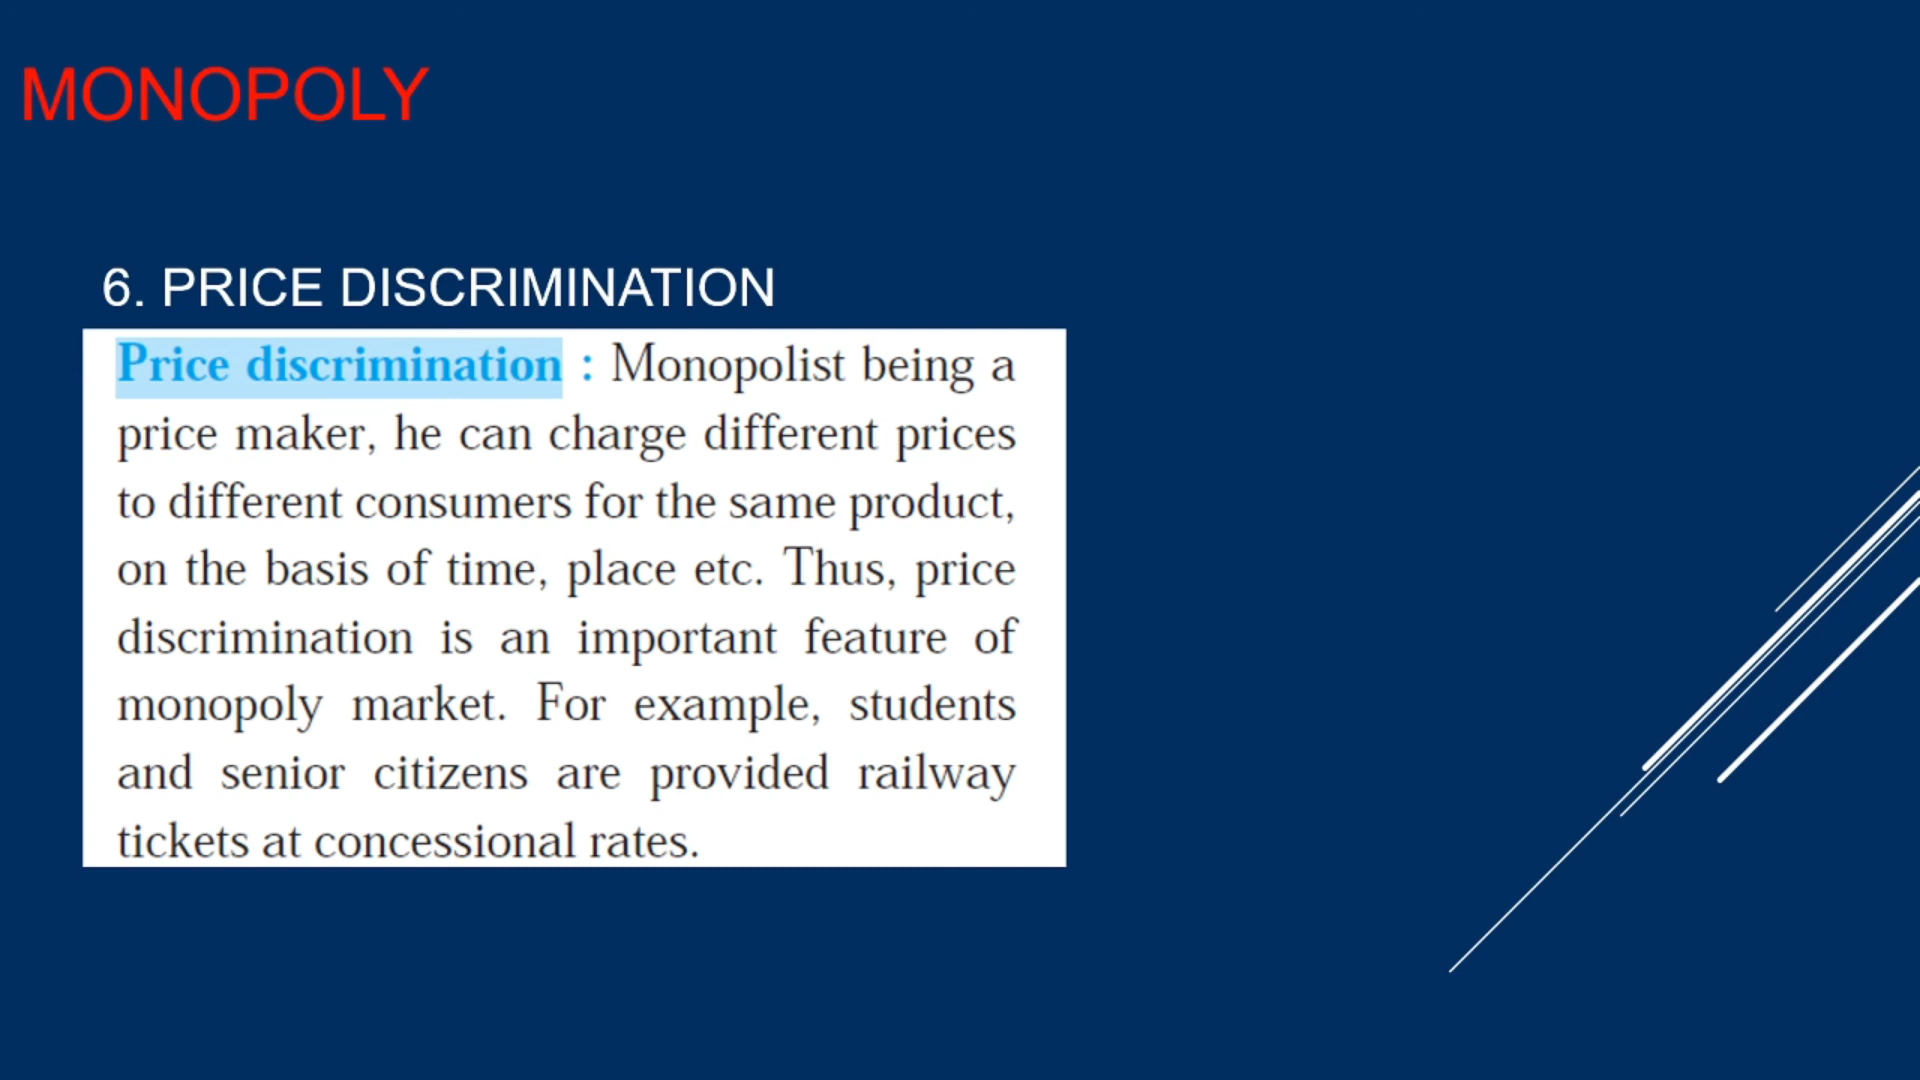 MONOPOLY
6. PRICE DISCRIMINATION
Price discrimination : Monopolist being a
price maker, he can charge different prices
to different consumers for the same product,
on the basis of time, place etc. Thus, price
discrimination is an important feature of
monopoly market. For example, students
and senior citizens are provided railway
tickets at concessional rates.